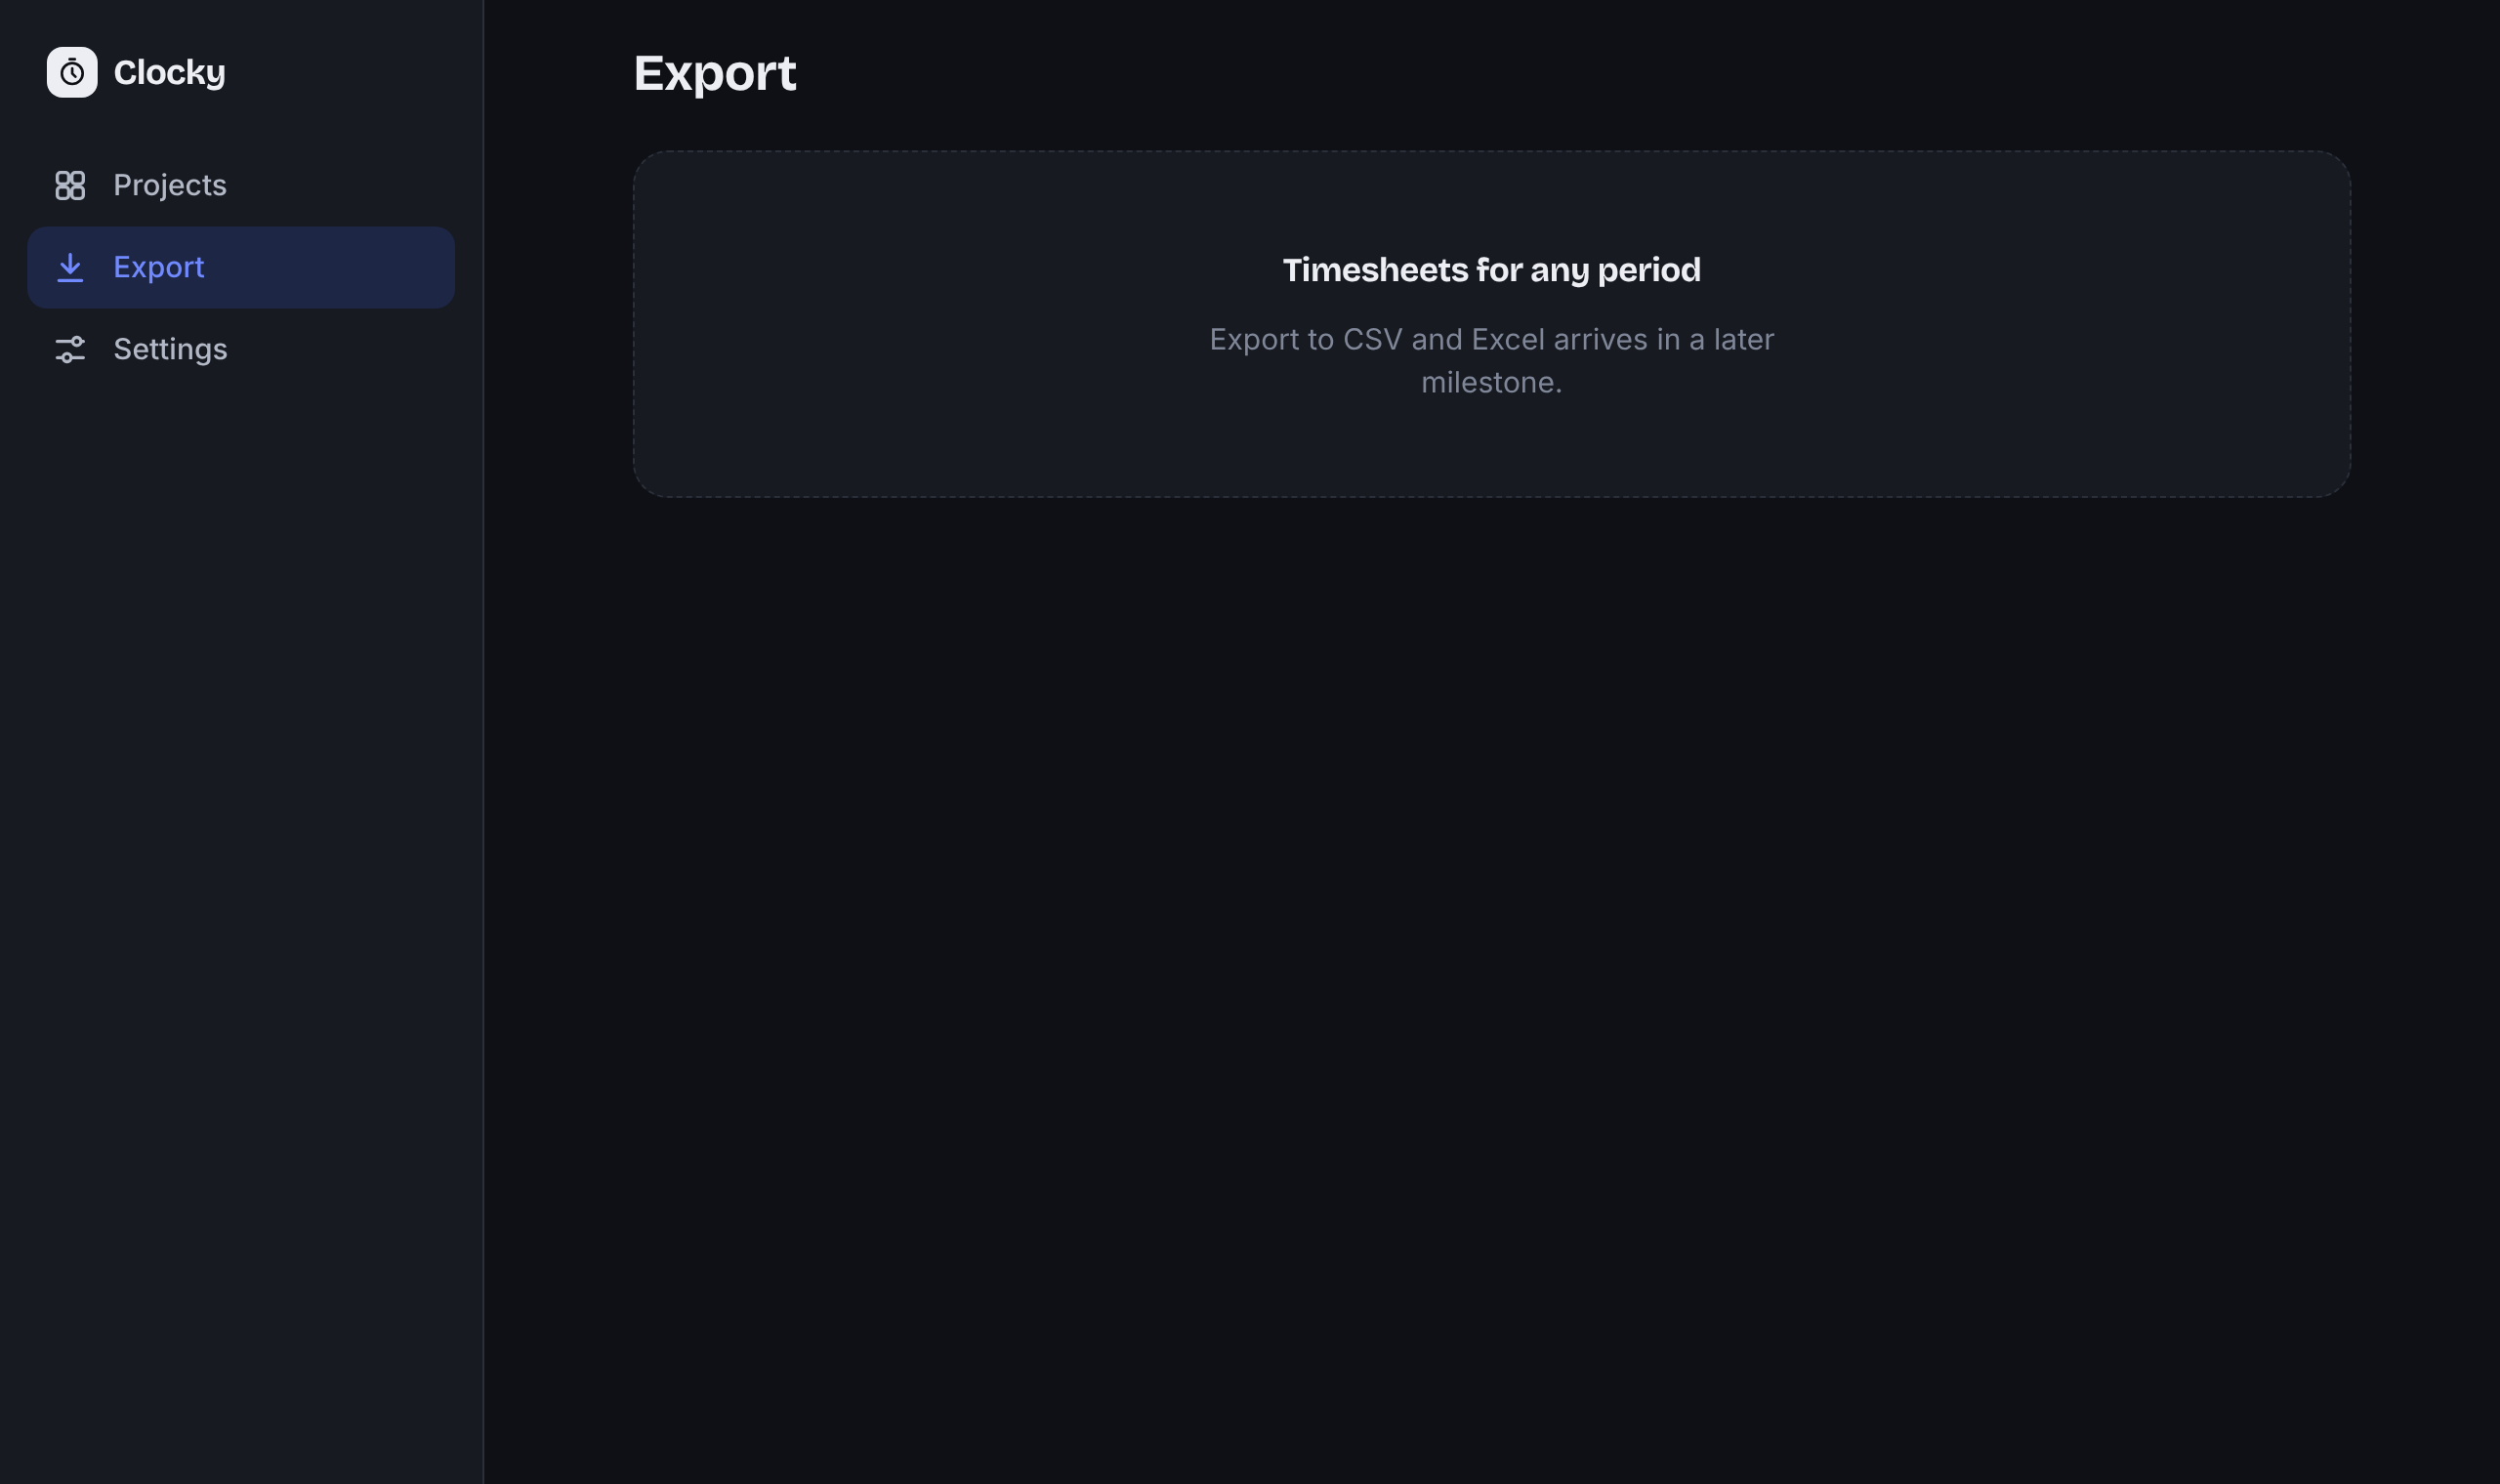 Clocky
Projects
Export
Settings
Export
Timesheets for any period
Export to CSV and Excel arrives in a later
milestone.